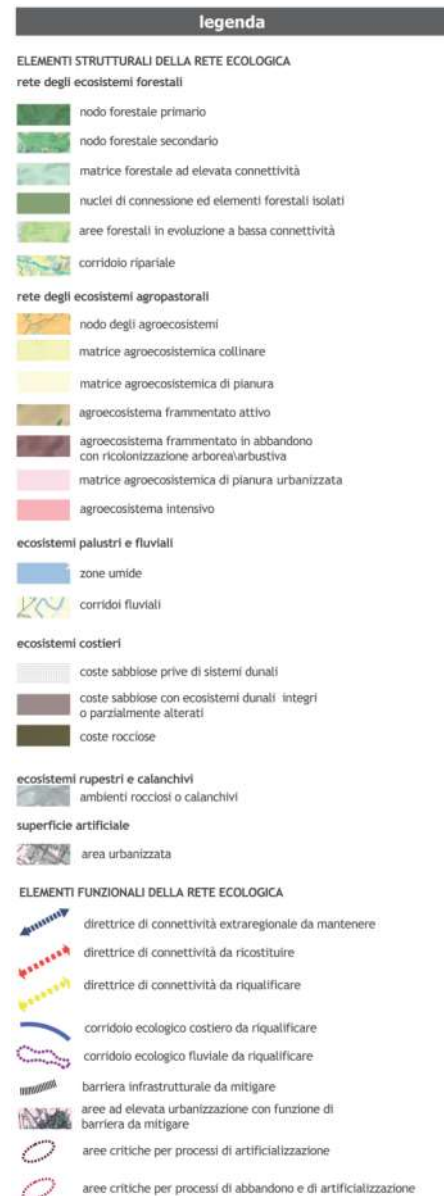 legenda
ELEMENTI STRUTTURALI DELLA RETE ECOLOGICA
rete degli ecosistemi forestali
nodo forestale primario
nodo forestale secondario
matrice forestale ad elevata connettività
nuclei di connessione ed elementi forestali isolati
aree forestali in evoluzione a bassa connettività
corridoio ripariale
rete degli ecosistemi agropastorali
nodo degli agroecosistemi
matrice agroecosistemica collinare
matrice agroecosistemica di pianura
agroecosistema frammentato attivo
agroecosistema frammentato in abbandono
con ricolonizzazione arborea\arbustiva
matrice agroecosistemica di pianura urbanizzata
agroecosistema intensivo
ecosistemi palustri e fluviali
zone umide
corridoi fluviali
ecosistemi costieri
coste sabbiose prive di sistemi dunali
coste sabbiose con ecosistemi dunali integri
o parzialmente alterati
coste rocciose
ecosistemi rupestri e calanchivi
ambienti rocciosi o calanchivi
superficie artificiale
area urbanizzata
ELEMENTI FUNZIONALI DELLA RETE ECOLOGICA
direttrice di connettività extraregionale da mantenere
direttrice di connettività da ricostituire
direttrice di connettività da riqualificare
corridoio ecologico costiero da riqualificare
corridoio ecologico fluviale da riqualificare
barriera infrastrutturale da mitigare
aree ad elevata urbanizzazione con funzione di
barriera da mitigare
aree critiche per processi di artificializzazione
aree critiche per processi di abbandono e di artificializzazione